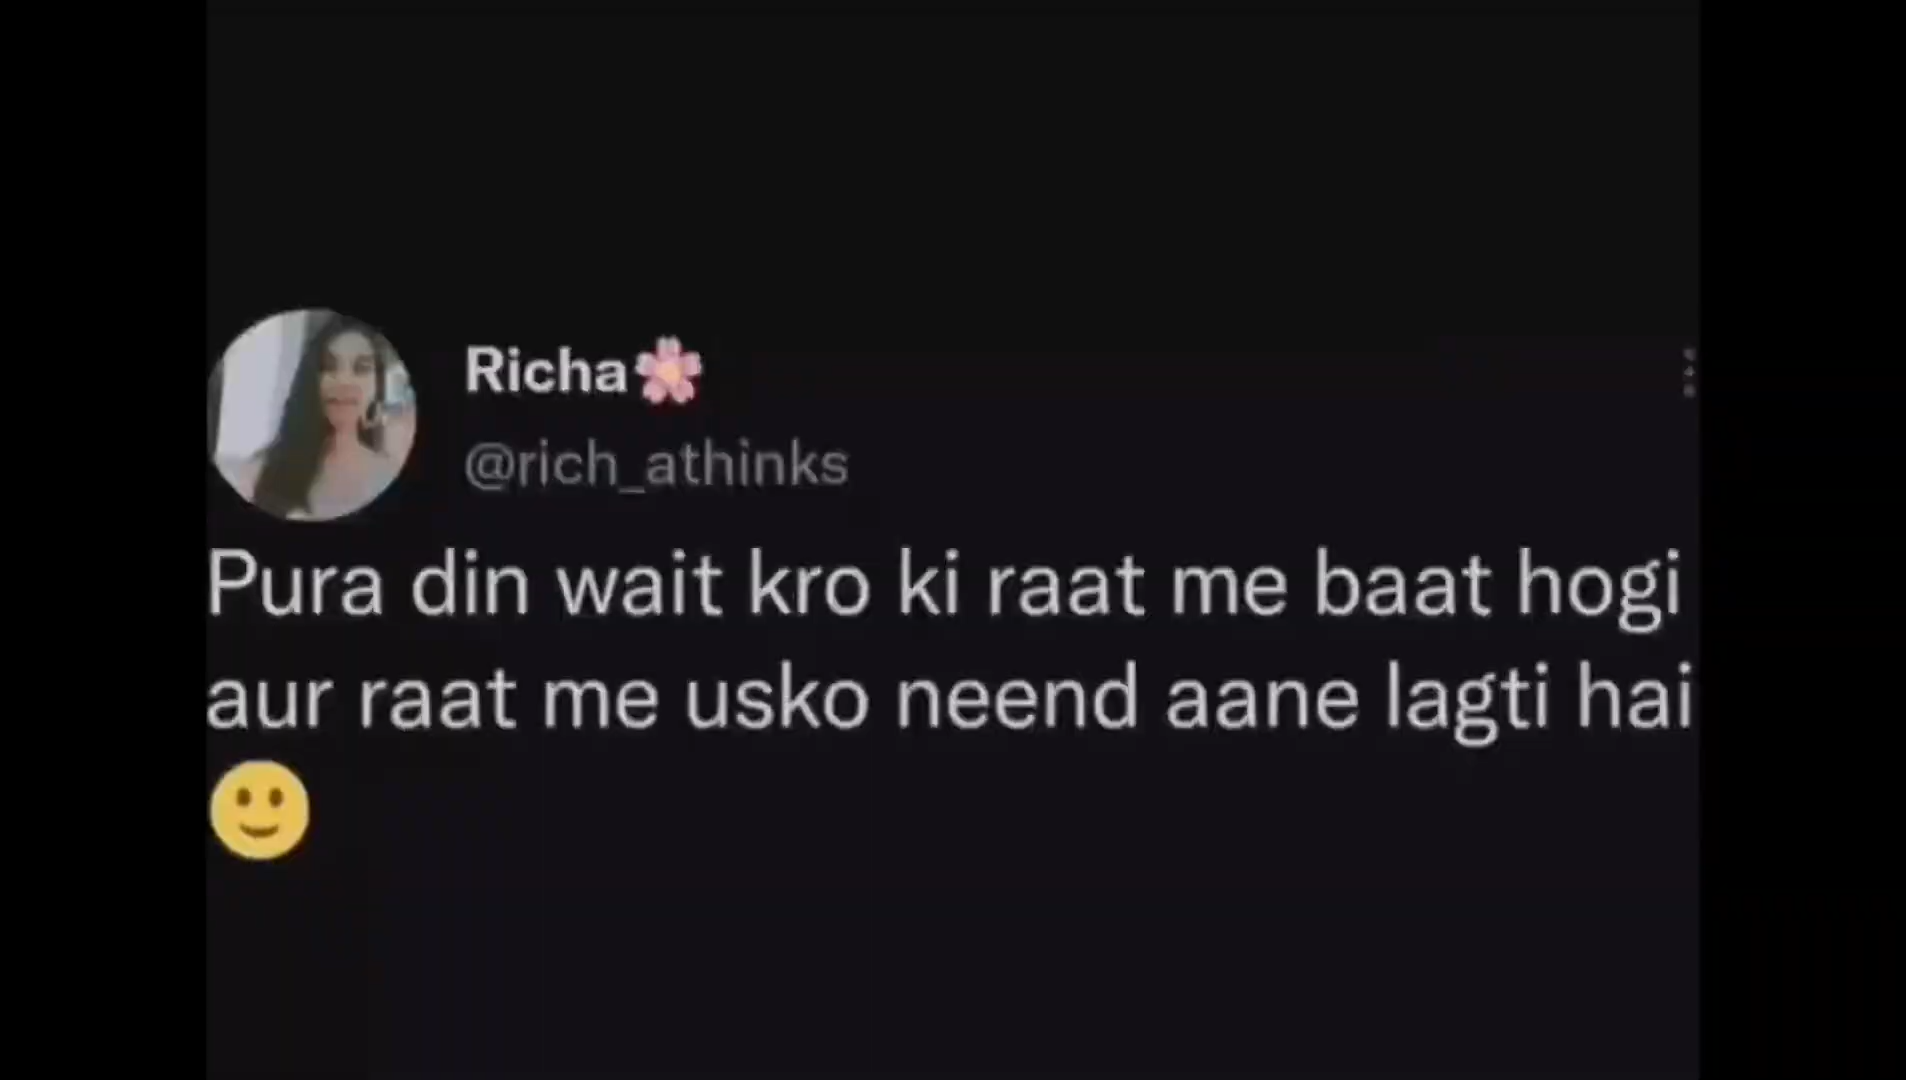 Richa🌸
@rich_athinks
Pura din wait kro ki raat me baat hogi
aur raat me usko neend aane lagti hai
🙂